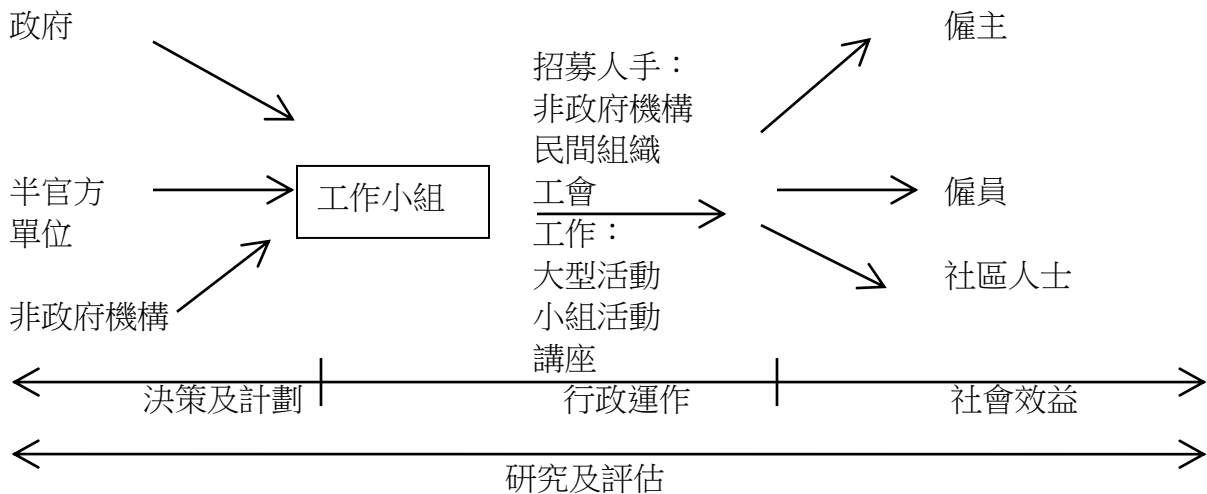 政府
半官方
單位
非政府機構
工作小組
招募人手：
非政府機構
民間組織
工會
工作：
大型活動
小組活動
講座
僱主
僱員
社區人士
決策及計劃
行政運作
社會效益
研究及評估